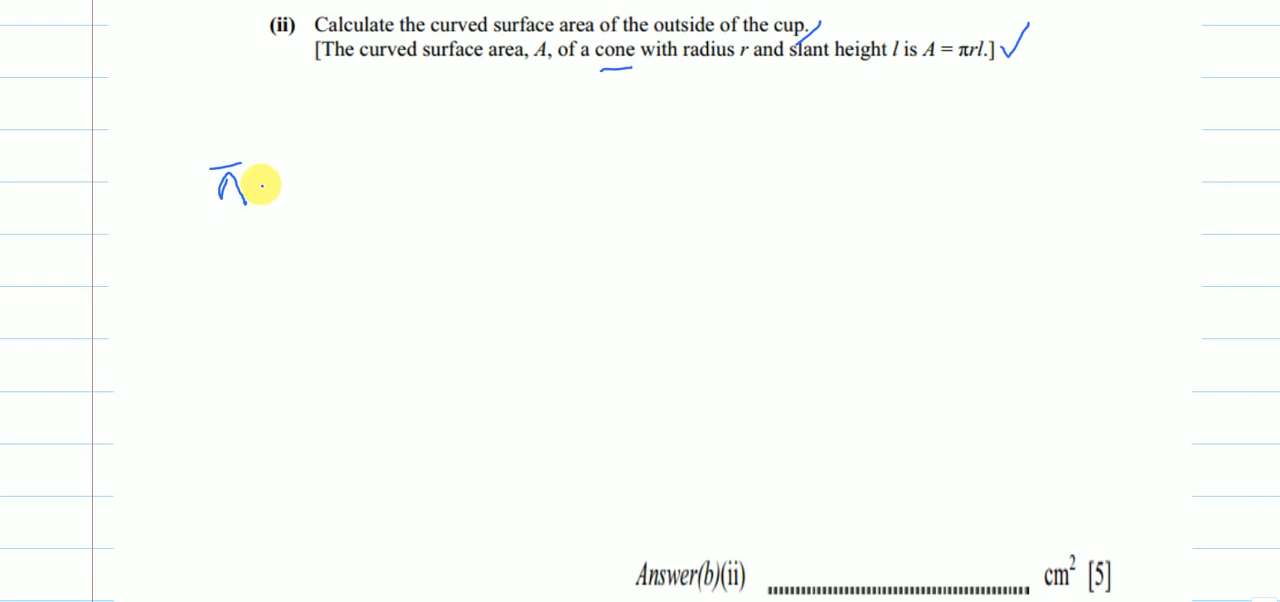 (ii) Calculate the curved surface area of the outside of the cup.
[The curved surface area, A, of a cone with radius r and slant height l is A = πrl.]
π
Answer(b)(ii) ............................................. cm² [5]